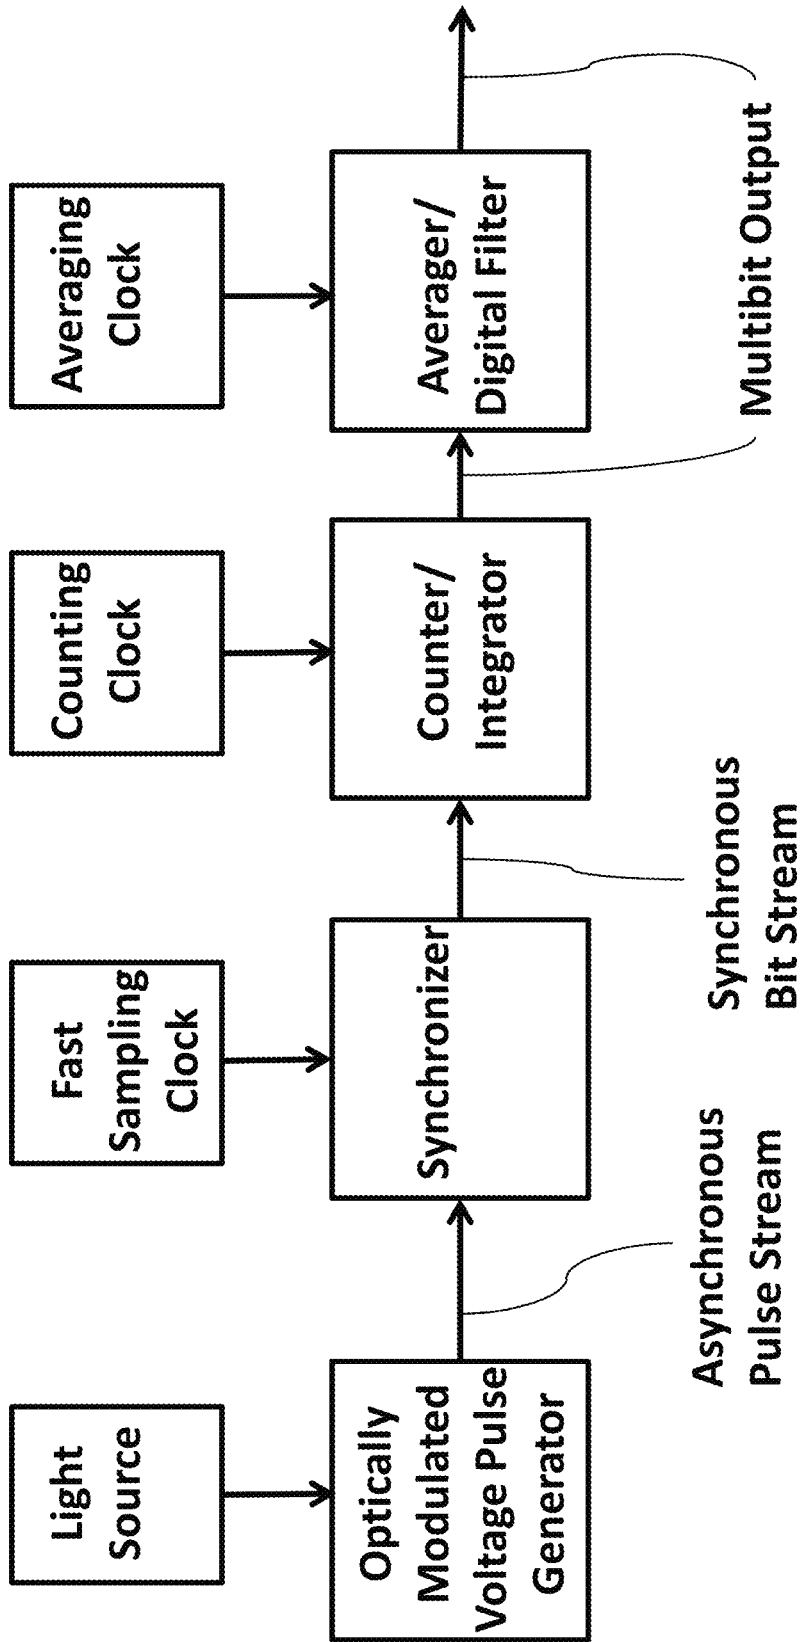 Light
Source
Fast
Sampling
Clock
Counting
Clock
Averaging
Clock
Optically
Modulated
Voltage Pulse
Generator
Synchronizer
Counter/
Integrator
Averager/
Digital Filter
Asynchronous
Pulse Stream
Synchronous
Bit Stream
Multibit Output